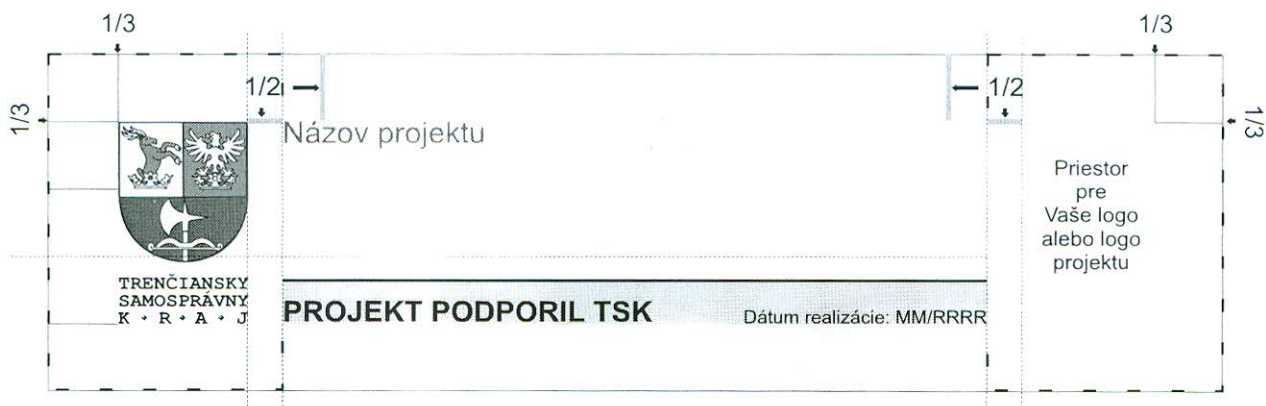 1/3
1/3
1/2
1/2
1/3
1/3
Názov projektu
Priestor
pre
Vaše logo
alebo logo
projektu
TRENČIANSKY
SAMOSPRÁVNY
K · R · A · J
PROJEKT PODPORIL TSK
Dátum realizácie: MM/RRRR